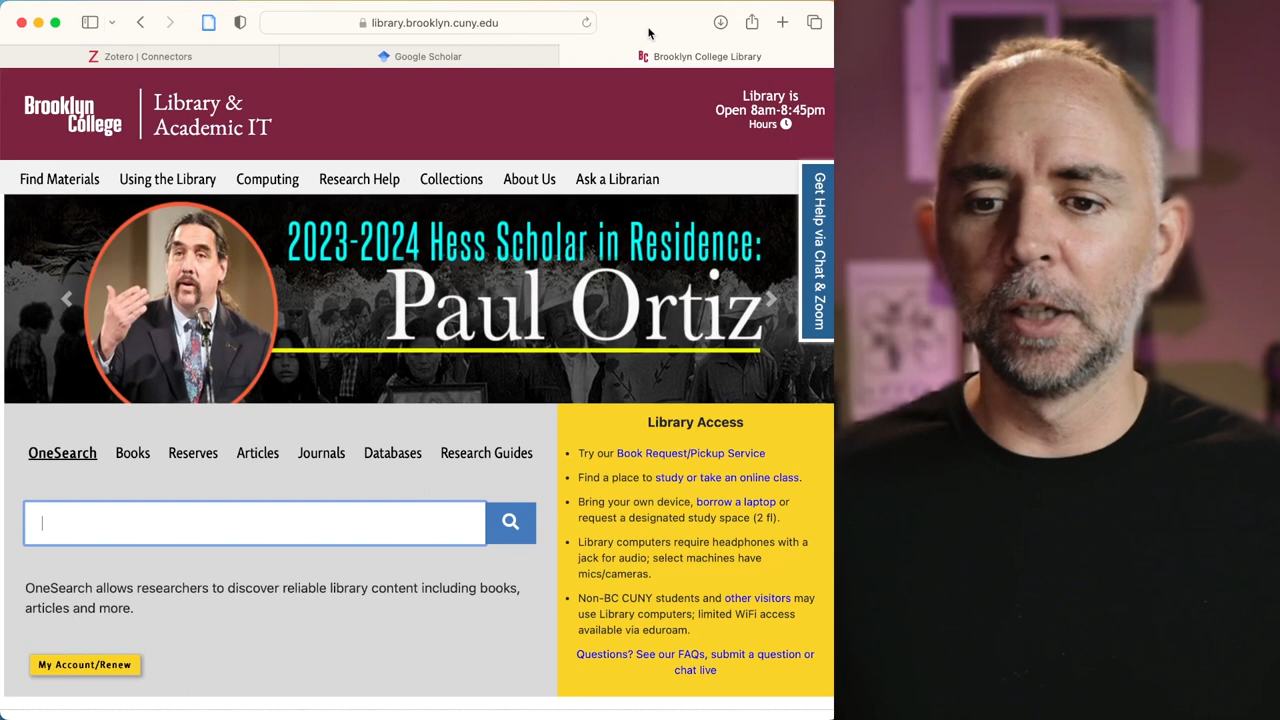 library.brooklyn.cuny.edu
Zotero | Connectors
Google Scholar
BC Brooklyn College Library
Brooklyn College
Library & Academic IT
Library is
Open 8am-8:45pm
Hours
Find Materials
Using the Library
Computing
Research Help
Collections
About Us
Ask a Librarian
Get Help via Chat & Zoom
2023-2024 Hess Scholar in Residence:
Paul Ortiz
OneSearch
Books
Reserves
Articles
Journals
Databases
Research Guides
OneSearch allows researchers to discover reliable library content including books,
articles and more.
My Account/Renew
Library Access
Try our Book Request/Pickup Service
Find a place to study or take an online class.
Bring your own device, borrow a laptop or
request a designated study space (2 fl).
Library computers require headphones with a
jack for audio; select machines have
mics/cameras.
Non-BC CUNY students and other visitors may
use Library computers; limited WiFi access
available via eduroam.
Questions? See our FAQs, submit a question or
chat live